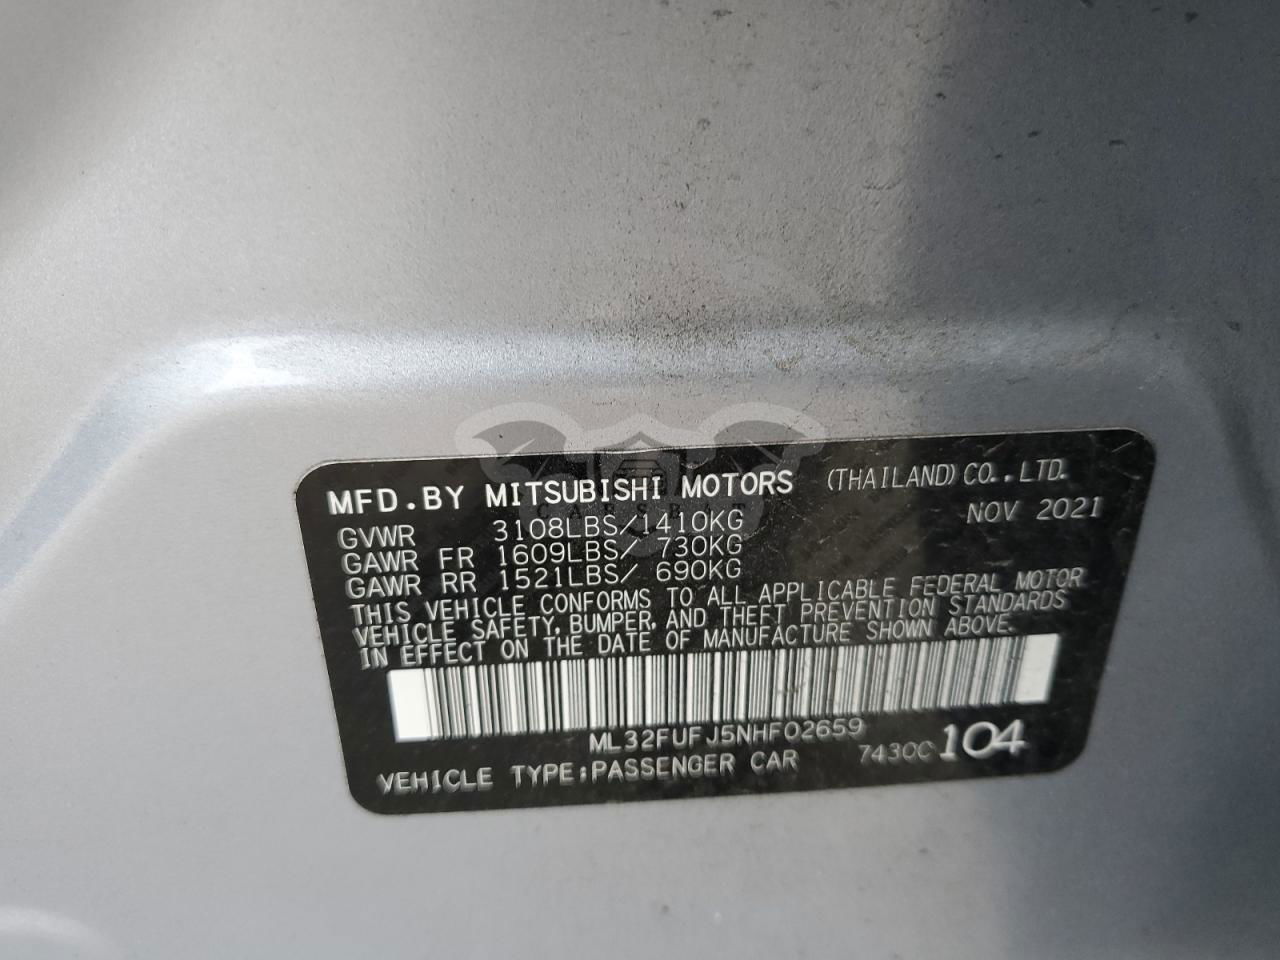 MFD.BY MITSUBISHI MOTORS (THAILAND) CO.,LTD.
NOV 2021
GVWR 3108LBS/1410KG
GAWR FR 1609LBS/ 730KG
GAWR RR 1521LBS/ 690KG
THIS VEHICLE CONFORMS TO ALL APPLICABLE FEDERAL MOTOR
VEHICLE SAFETY, BUMPER, AND THEFT PREVENTION STANDARDS
IN EFFECT ON THE DATE OF MANUFACTURE SHOWN ABOVE.
ML32FUFJ5NHF02659
VEHICLE TYPE:PASSENGER CAR 7430C 104